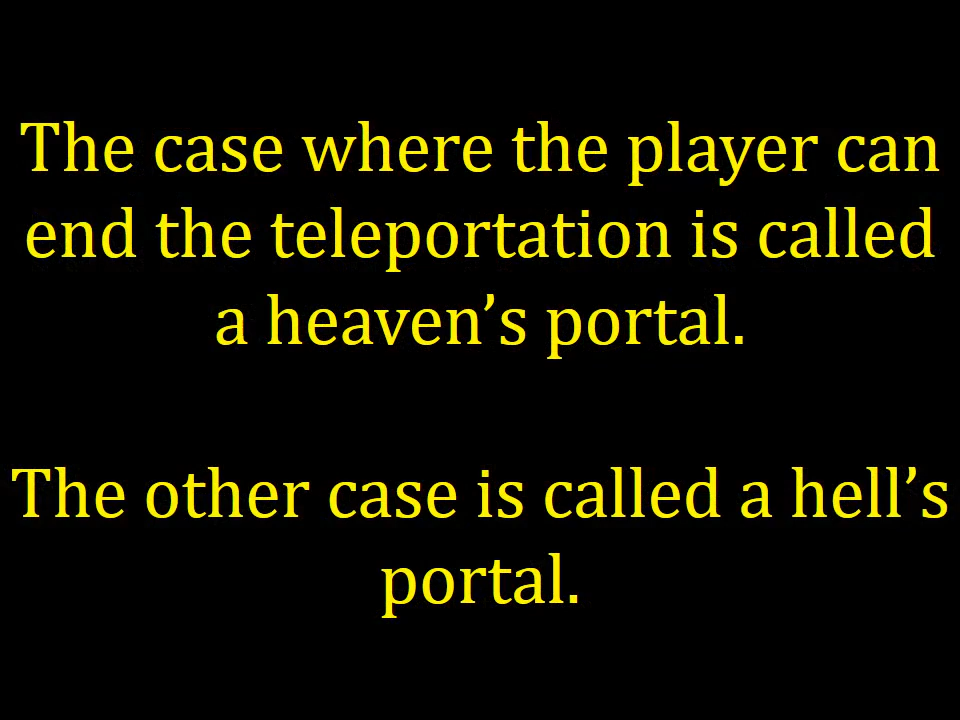 The case where the player can
end the teleportation is called
a heaven’s portal.
The other case is called a hell’s
portal.